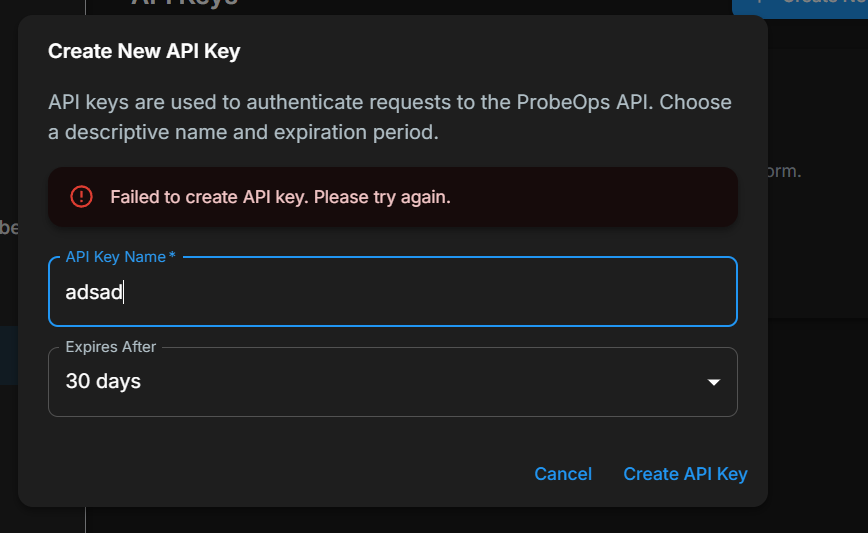 API Keys
Create New API Key
API keys are used to authenticate requests to the ProbeOps API. Choose
a descriptive name and expiration period.
Failed to create API key. Please try again.
orm.
be
API Key Name *
adsad
Expires After
30 days
Cancel
Create API Key